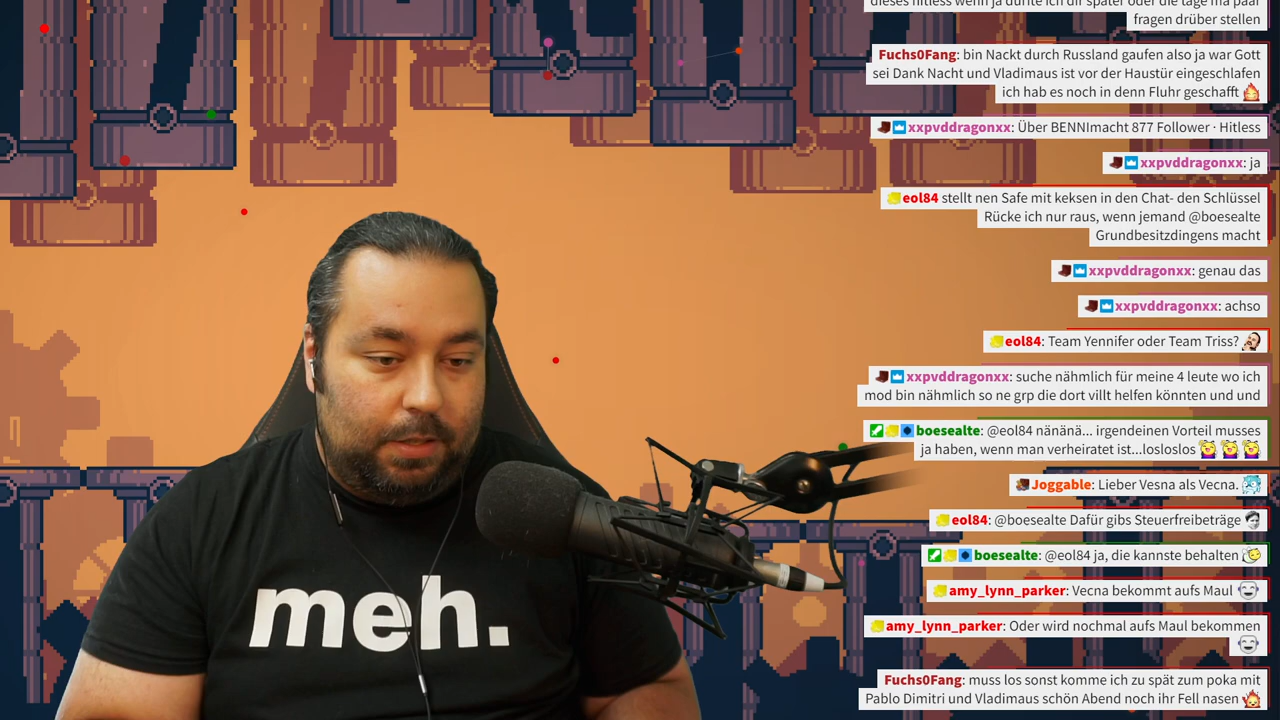 dieses hitless wenn ja dürfte ich dir später oder die tage ma paar
fragen drüber stellen
Fuchs0Fang: bin Nackt durch Russland gaufen also ja war Gott
sei Dank Nacht und Vladimaus ist vor der Haustür eingeschlafen
ich hab es noch in denn Fluhr geschafft
xxpvddragonxx: Über BENNImacht 877 Follower · Hitless
xxpvddragonxx: ja
eol84 stellt nen Safe mit keksen in den Chat- den Schlüssel
Rücke ich nur raus, wenn jemand @boesealte
Grundbesitzdingens macht
xxpvddragonxx: genau das
xxpvddragonxx: achso
eol84: Team Yennifer oder Team Triss?
xxpvddragonxx: suche nähmlich für meine 4 leute wo ich
mod bin nähmlich so ne grp die dort villt helfen könnten und und
boesealte: @eol84 nänänä... irgendeinen Vorteil musses
ja haben, wenn man verheiratet ist...losloslos
Joggable: Lieber Vesna als Vecna.
eol84: @boesealte Dafür gibs Steuerfreibeträge
boesealte: @eol84 ja, die kannste behalten
amy_lynn_parker: Vecna bekommt aufs Maul
amy_lynn_parker: Oder wird nochmal aufs Maul bekommen
Fuchs0Fang: muss los sonst komme ich zu spät zum poka mit
Pablo Dimitri und Vladimaus schön Abend noch ihr Fell nasen
meh.